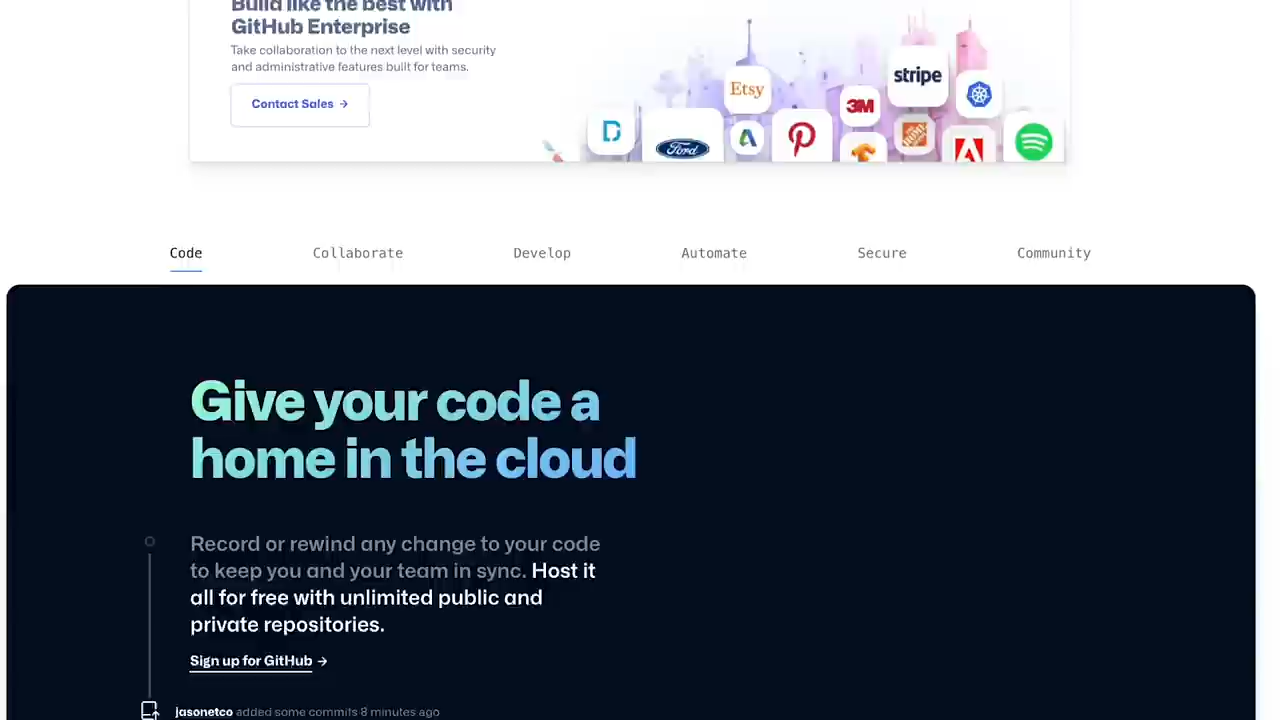 Build like the best with
GitHub Enterprise
Take collaboration to the next level with security
and administrative features built for teams.
Contact Sales →
Etsy
stripe
3M
Ford
Code Collaborate Develop Automate Secure Community
Give your code a
home in the cloud
Record or rewind any change to your code
to keep you and your team in sync. Host it
all for free with unlimited public and
private repositories.
Sign up for GitHub →
jasonetco added some commits 8 minutes ago